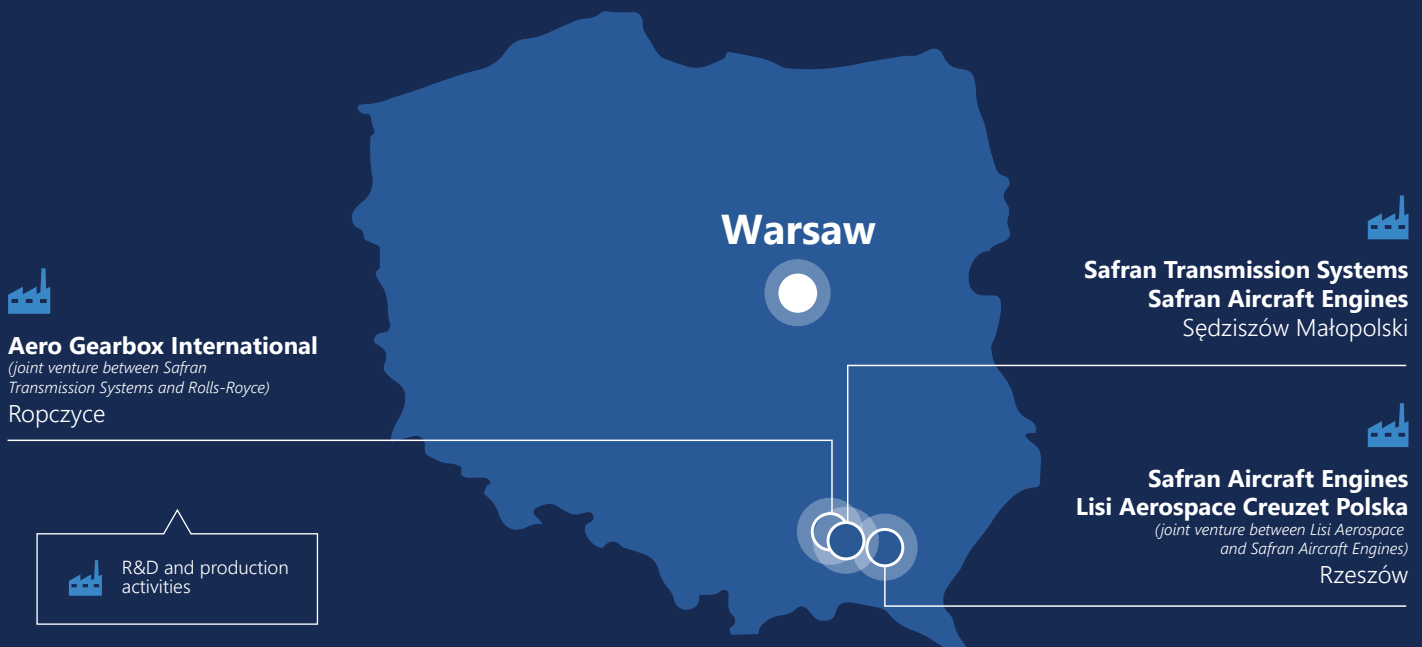 Warsaw
Aero Gearbox International
(joint venture between Safran
Transmission Systems and Rolls-Royce)
Ropczyce
Safran Transmission Systems
Safran Aircraft Engines
Sędziszów Małopolski
Safran Aircraft Engines
Lisi Aerospace Creuzet Polska
(joint venture between Lisi Aerospace
and Safran Aircraft Engines)
Rzeszów
R&D and production
activities